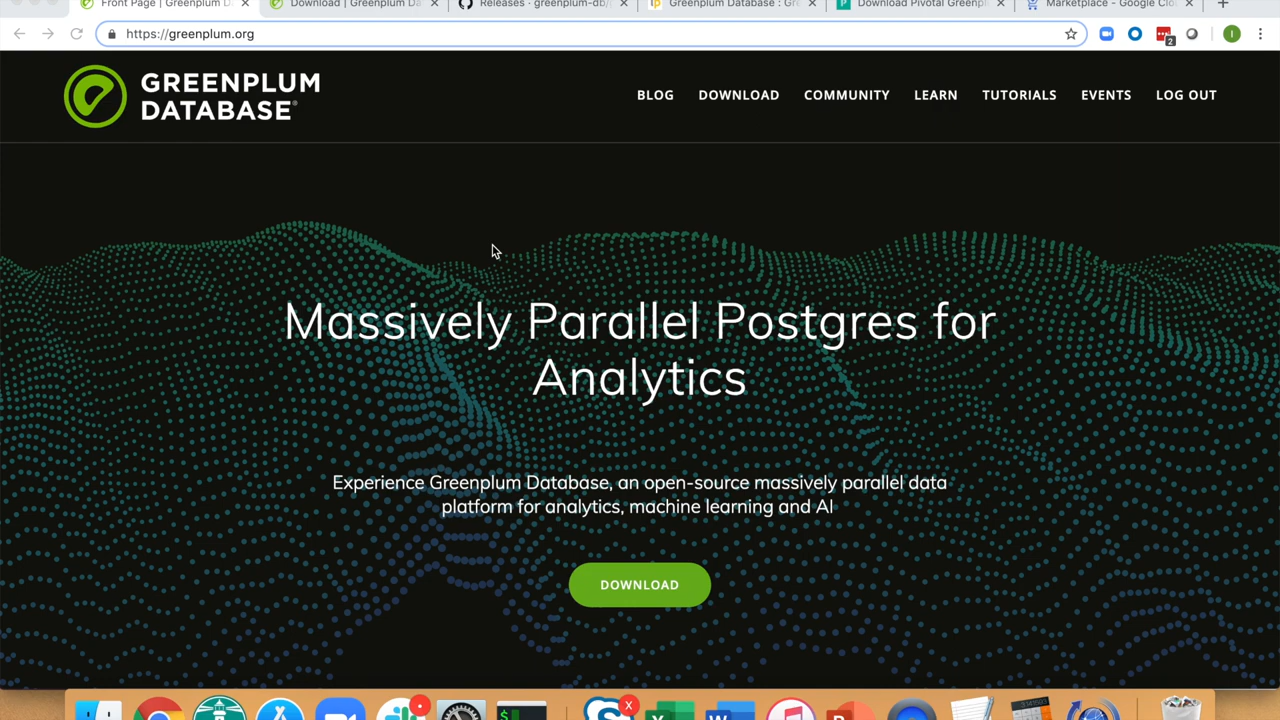 Front Page | Greenplum D
Download | Greenplum Da
Releases · greenplum-db/
Greenplum Database : Gr
Download Pivotal Greenpl
Marketplace - Google Clo
https://greenplum.org
2
I
GREENPLUM
DATABASE®
BLOG
DOWNLOAD
COMMUNITY
LEARN
TUTORIALS
EVENTS
LOG OUT
Massively Parallel Postgres for
Analytics
Experience Greenplum Database, an open-source massively parallel data
platform for analytics, machine learning and AI
DOWNLOAD